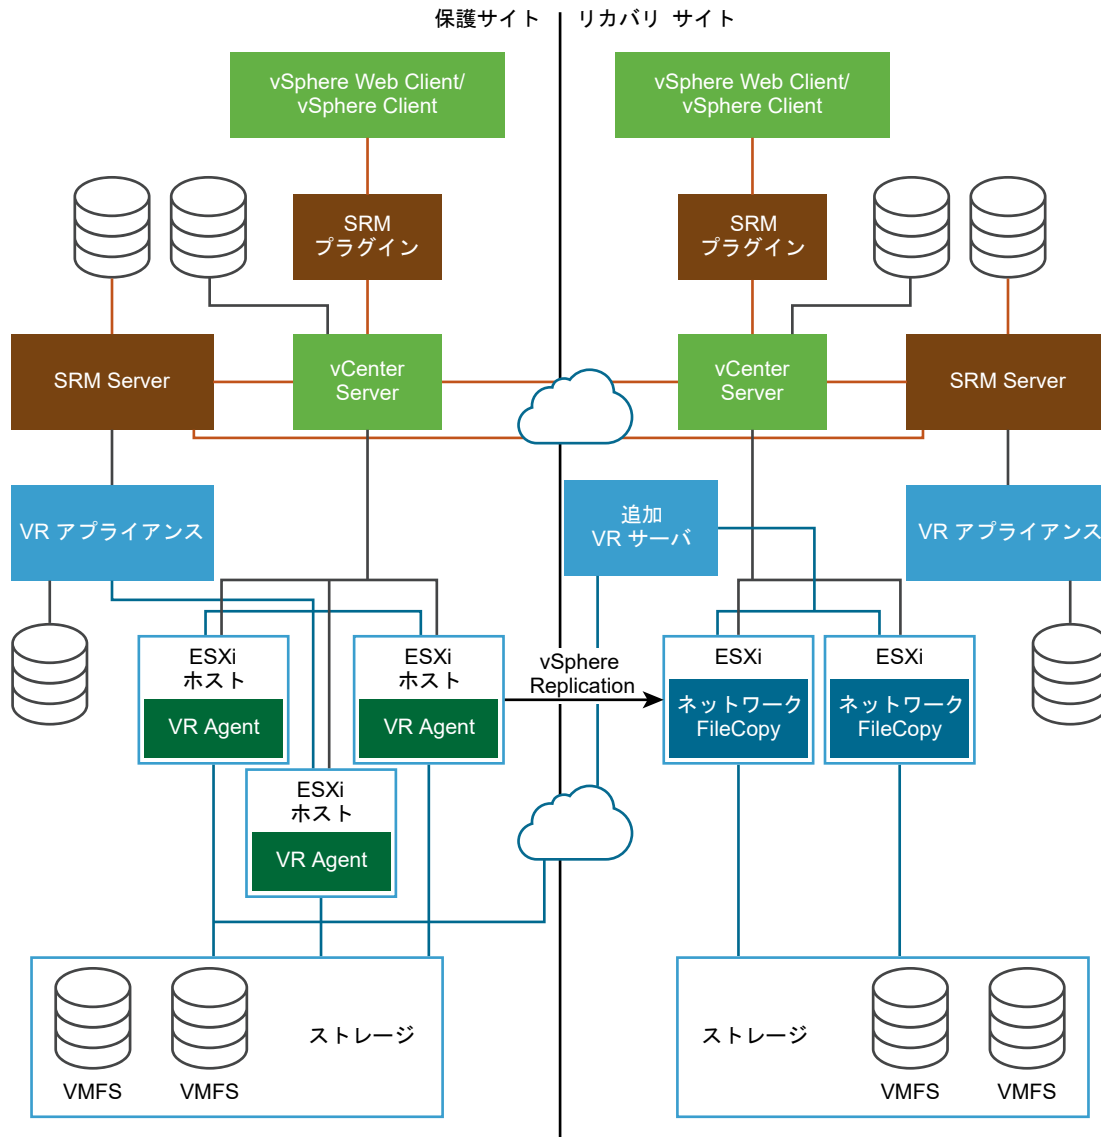 保護サイト
リカバリ サイト
vSphere Web Client/
vSphere Client
vSphere Web Client/
vSphere Client
SRM
プラグイン
SRM
プラグイン
SRM Server
vCenter
Server
vCenter
Server
SRM Server
VR アプライアンス
追加
VR サーバ
VR アプライアンス
ESXi
ホスト
VR Agent
ESXi
ホスト
VR Agent
vSphere
Replication
ESXi
ネットワーク
FileCopy
ESXi
ネットワーク
FileCopy
ESXi
ホスト
VR Agent
VMFS
VMFS
ストレージ
ストレージ
VMFS
VMFS